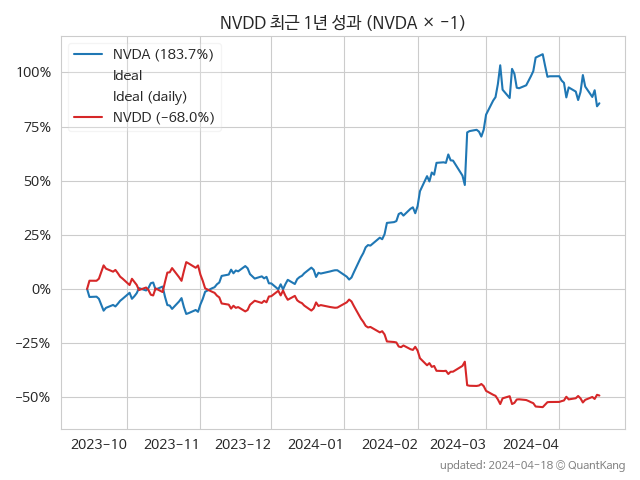 NVDD 최근 1년 성과 (NVDA × −1)
NVDA (183.7%)
Ideal
Ideal (daily)
NVDD (−68.0%)
100%
75%
50%
25%
0%
−25%
−50%
2023−10
2023−11
2023−12
2024−01
2024−02
2024−03
2024−04
updated: 2024−04−18 © QuantKang